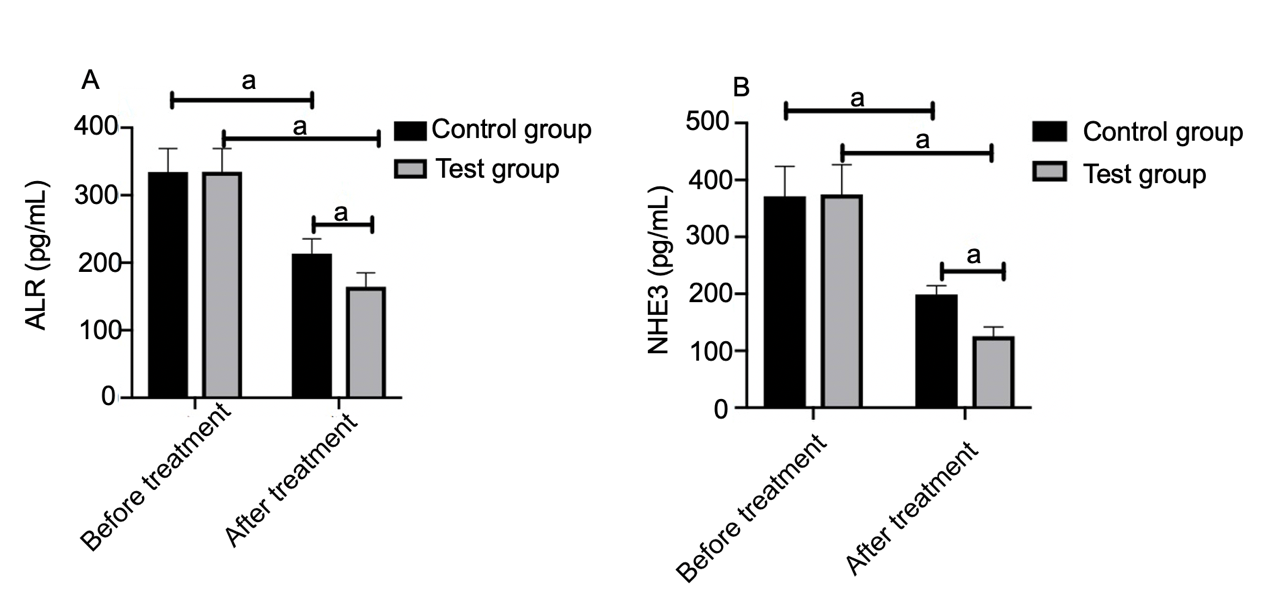 A
a
a
400
300
200
100
0
ALR (pg/mL)
a
Control group
Test group
Before treatment
After treatment
B
a
a
500
400
300
200
100
0
NHE3 (pg/mL)
a
Control group
Test group
Before treatment
After treatment